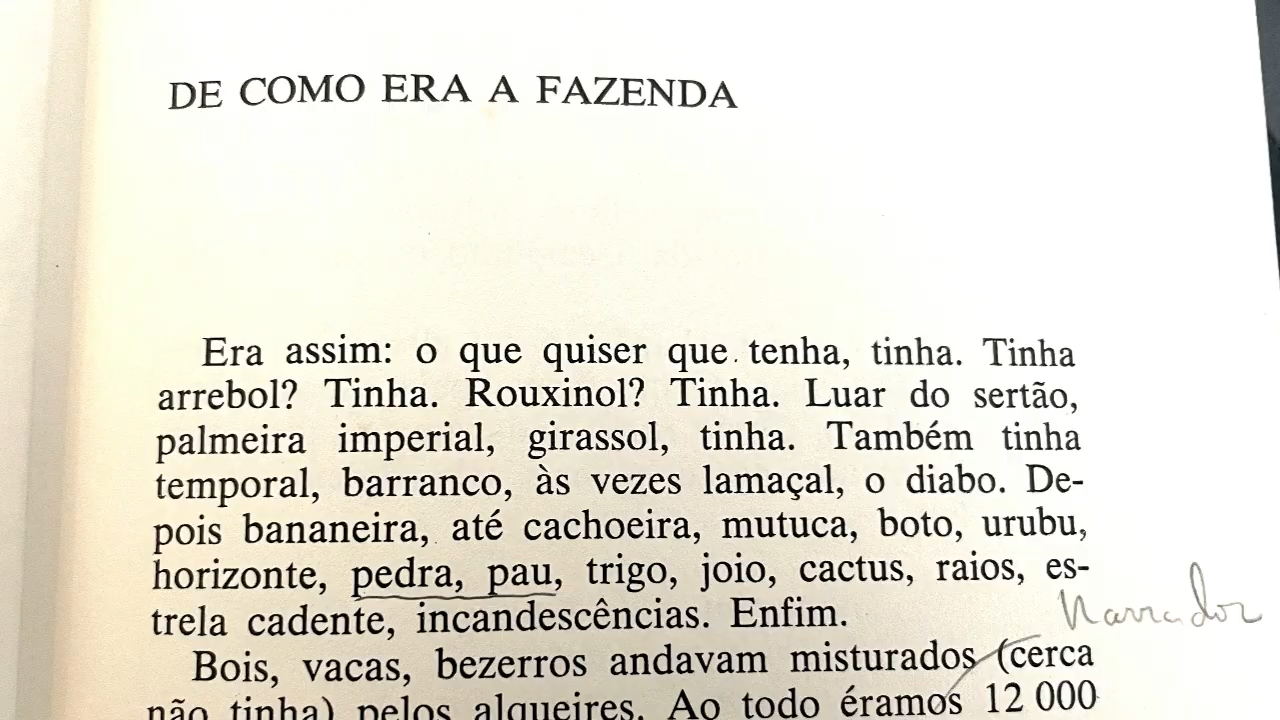 DE COMO ERA A FAZENDA
Era assim: o que quiser que tenha, tinha. Tinha
arrebol? Tinha. Rouxinol? Tinha. Luar do sertão,
palmeira imperial, girassol, tinha. Também tinha
temporal, barranco, às vezes lamaçal, o diabo. De-
pois bananeira, até cachoeira, mutuca, boto, urubu,
horizonte, pedra, pau, trigo, joio, cactus, raios, es-
trela cadente, incandescências. Enfim.
Narrador
Bois, vacas, bezerros andavam misturados (cerca
não tinha) pelos alqueires. Ao todo éramos 12 000